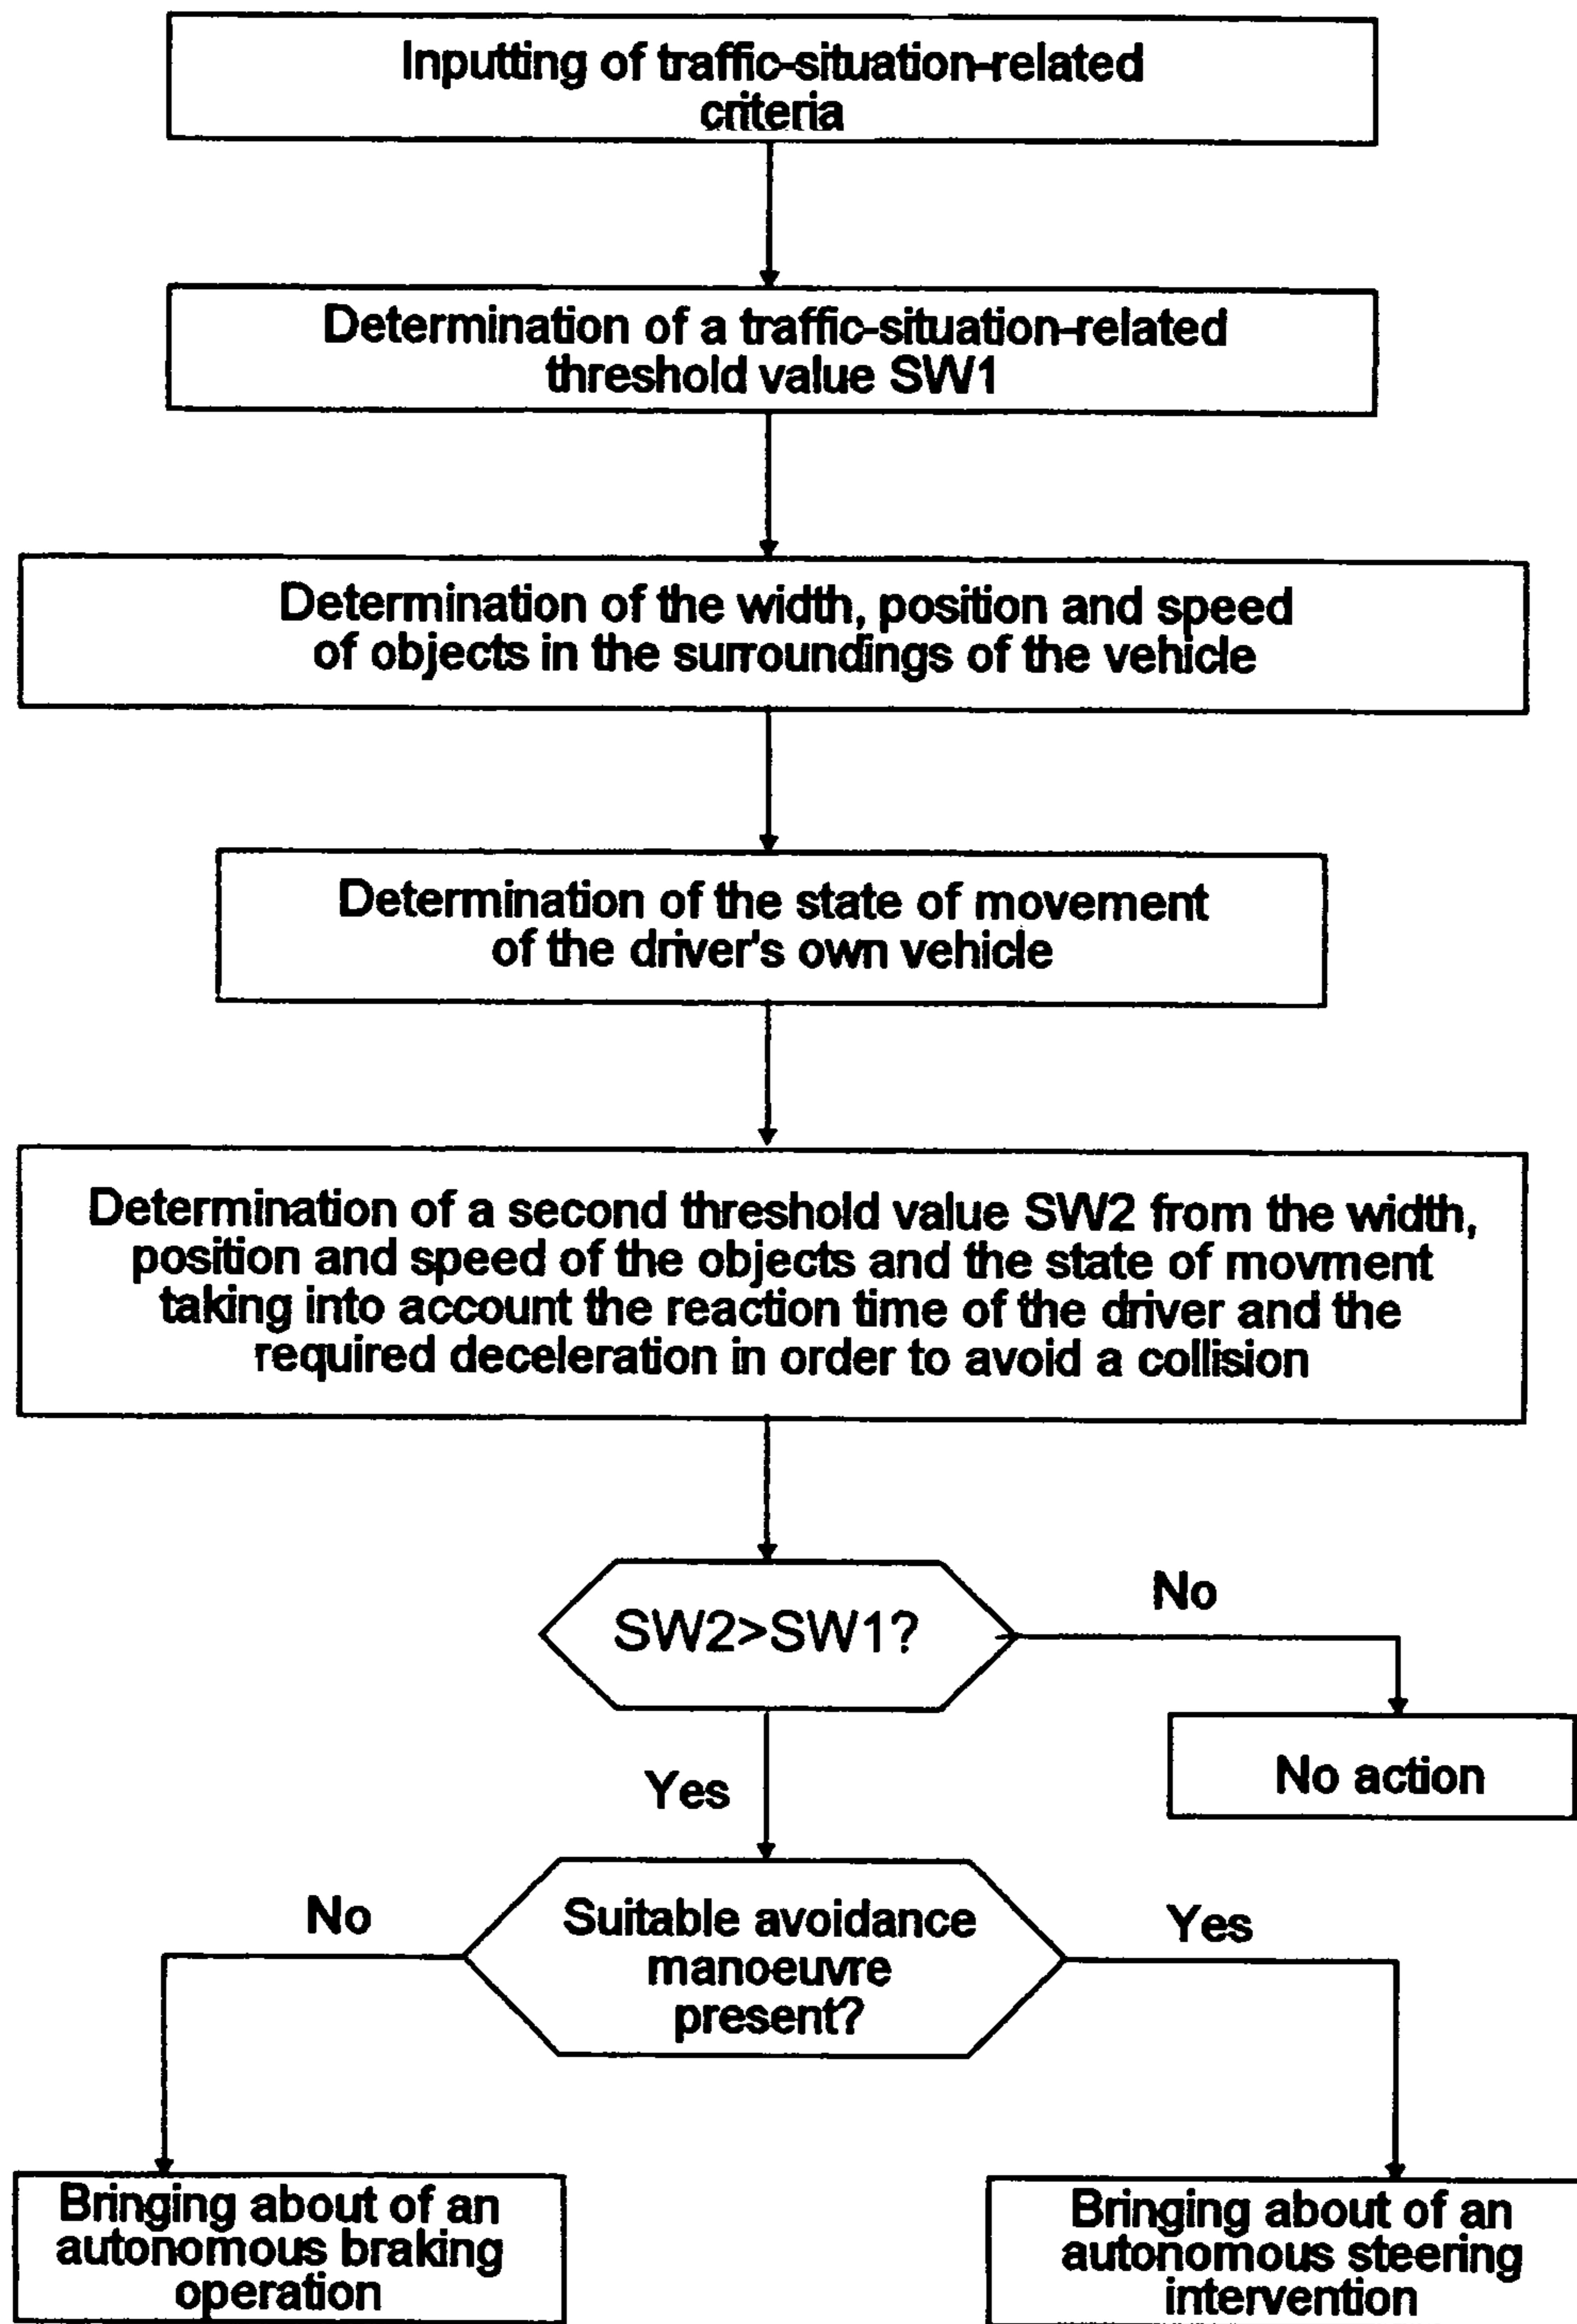 Inputting of traffic-situation-related
criteria
Determination of a traffic-situation-related
threshold value SW1
Determination of the width, position and speed
of objects in the surroundings of the vehicle
Determination of the state of movement
of the driver's own vehicle
Determination of a second threshold value SW2 from the width,
position and speed of the objects and the state of movment
taking into account the reaction time of the driver and the
required deceleration in order to avoid a collision
SW2>SW1?
No
No action
Yes
Suitable avoidance
manoeuvre
present?
No
Yes
Bringing about of an
autonomous braking
operation
Bringing about of an
autonomous steering
intervention